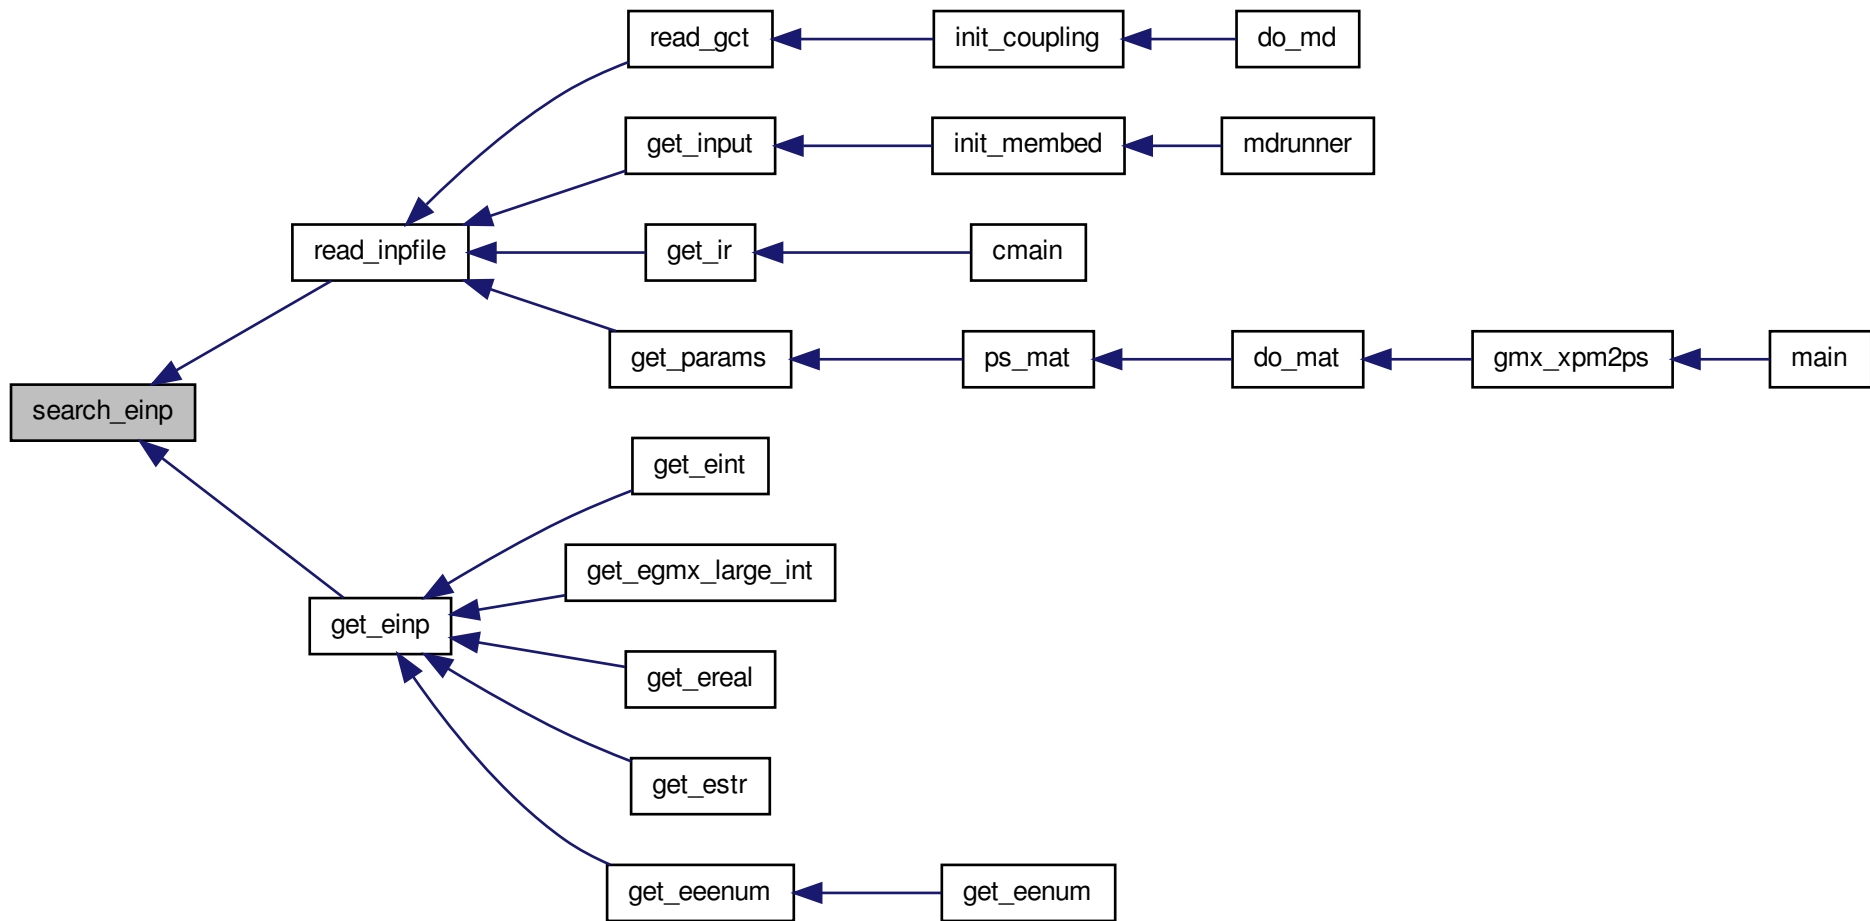 read_gct
init_coupling
do_md
get_input
init_membed
mdrunner
read_inpfile
get_ir
cmain
get_params
ps_mat
do_mat
gmx_xpm2ps
main
search_einp
get_eint
get_egmx_large_int
get_einp
get_ereal
get_estr
get_eeenum
get_eenum